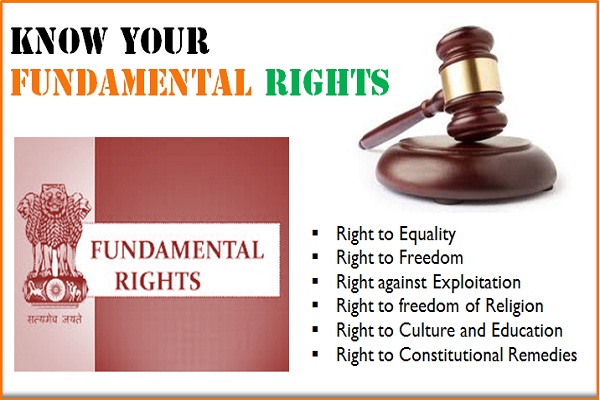 KNOW YOUR
FUNDAMENTAL RIGHTS
FUNDAMENTAL
RIGHTS
सत्यमेव जयते
▪ Right to Equality
▪ Right to Freedom
▪ Right against Exploitation
▪ Right to freedom of Religion
▪ Right to Culture and Education
▪ Right to Constitutional Remedies